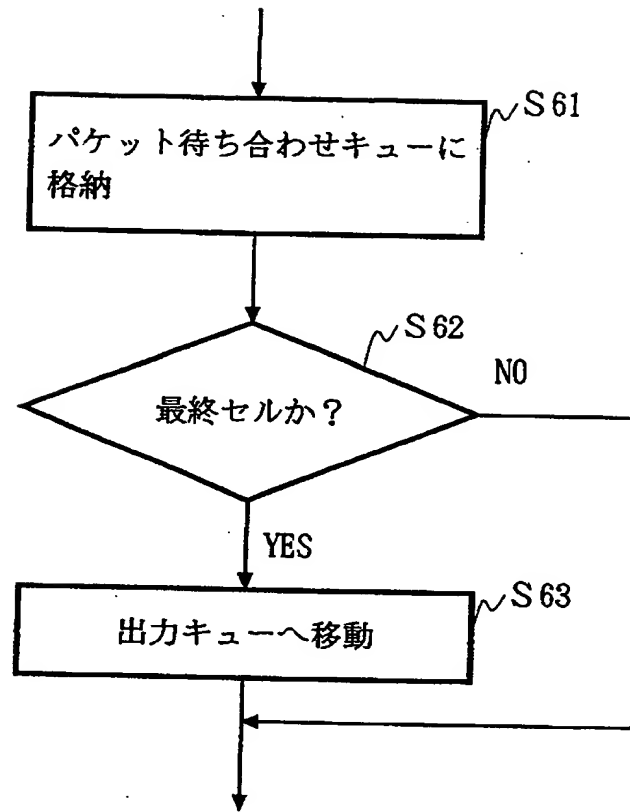 S61
パケット待ち合わせキューに
格納
S62
NO
最終セルか?
YES
S63
出力キューへ移動